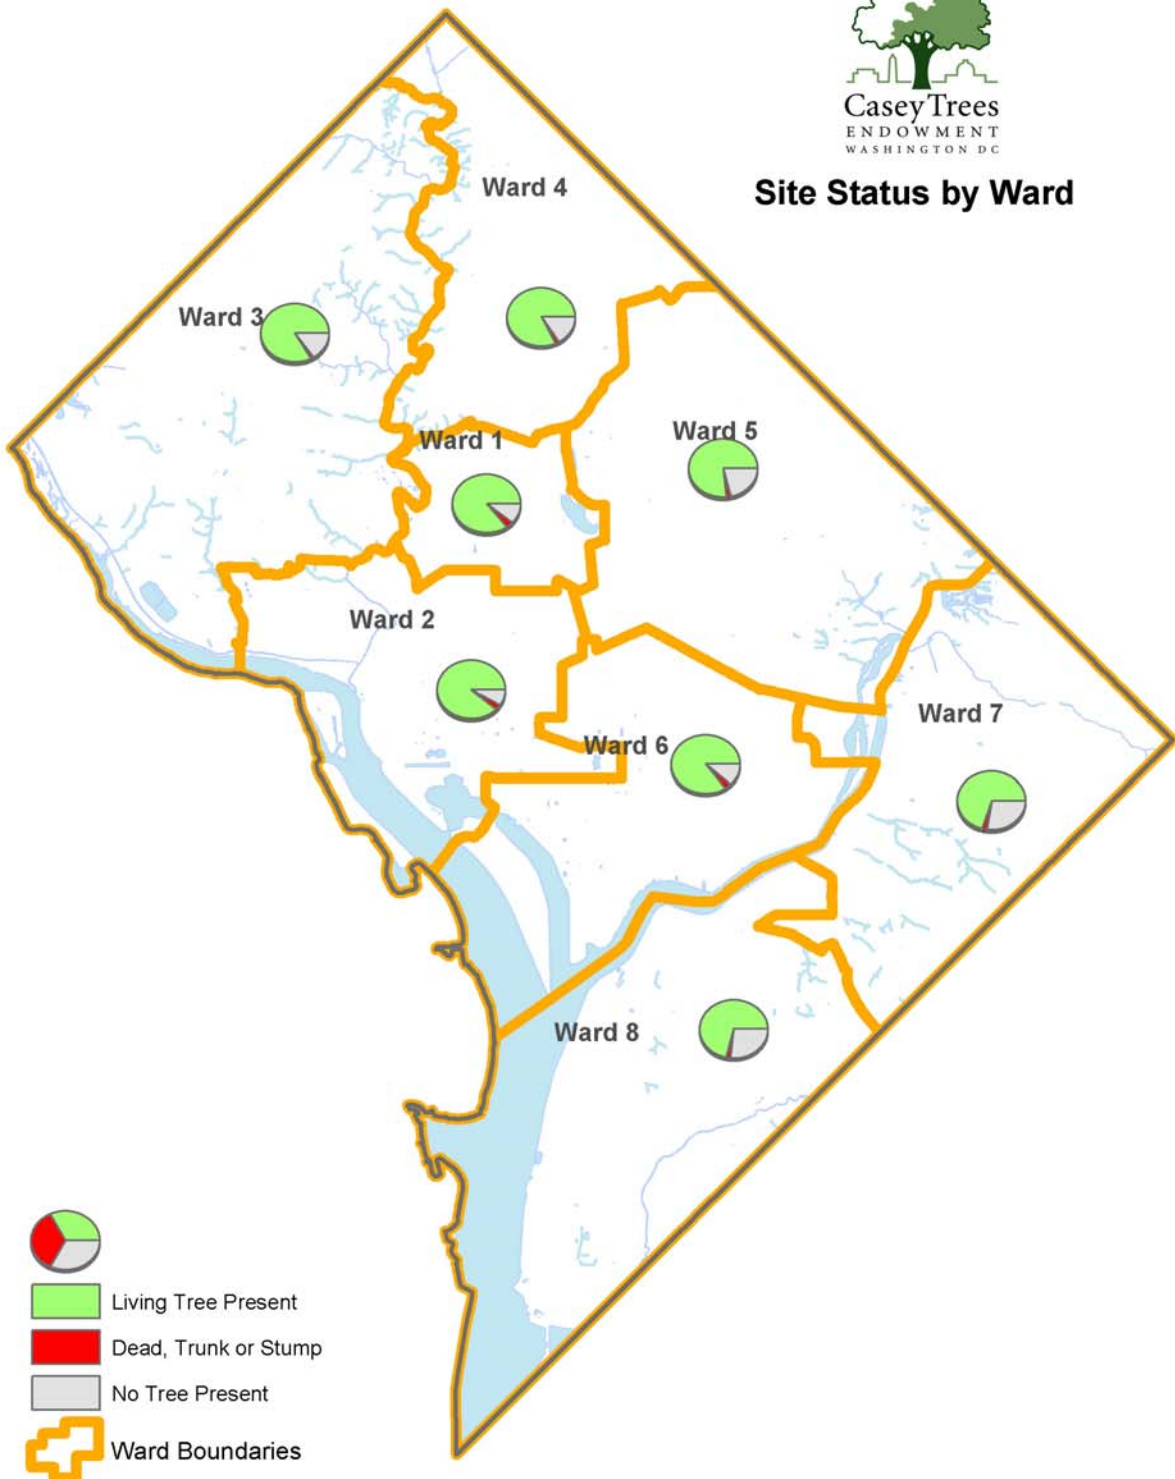 Casey Trees
ENDOWMENT
WASHINGTON DC
Site Status by Ward
Ward 4
Ward 3
Ward 1
Ward 5
Ward 2
Ward 7
Ward 6
Ward 8
Living Tree Present
Dead, Trunk or Stump
No Tree Present
Ward Boundaries